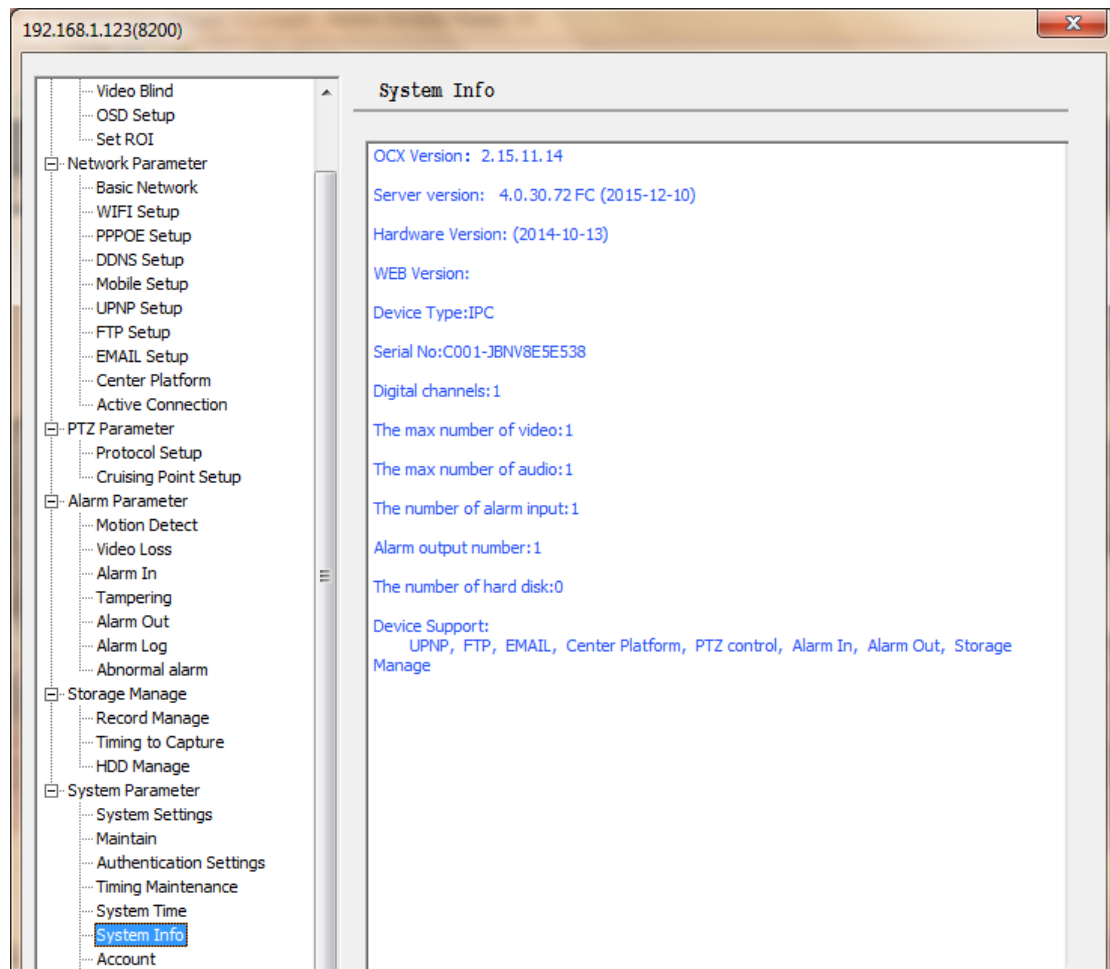 192.168.1.123(8200)
Video Blind
OSD Setup
Set ROI
Network Parameter
Basic Network
WIFI Setup
PPPOE Setup
DDNS Setup
Mobile Setup
UPNP Setup
FTP Setup
EMAIL Setup
Center Platform
Active Connection
PTZ Parameter
Protocol Setup
Cruising Point Setup
Alarm Parameter
Motion Detect
Video Loss
Alarm In
Tampering
Alarm Out
Alarm Log
Abnormal alarm
Storage Manage
Record Manage
Timing to Capture
HDD Manage
System Parameter
System Settings
Maintain
Authentication Settings
Timing Maintenance
System Time
System Info
Account
System Info
OCX Version: 2.15.11.14
Server version: 4.0.30.72 FC (2015-12-10)
Hardware Version: (2014-10-13)
WEB Version:
Device Type:IPC
Serial No:C001-JBNV8E5E538
Digital channels:1
The max number of video:1
The max number of audio:1
The number of alarm input:1
Alarm output number:1
The number of hard disk:0
Device Support:
UPNP, FTP, EMAIL, Center Platform, PTZ control, Alarm In, Alarm Out, Storage
Manage